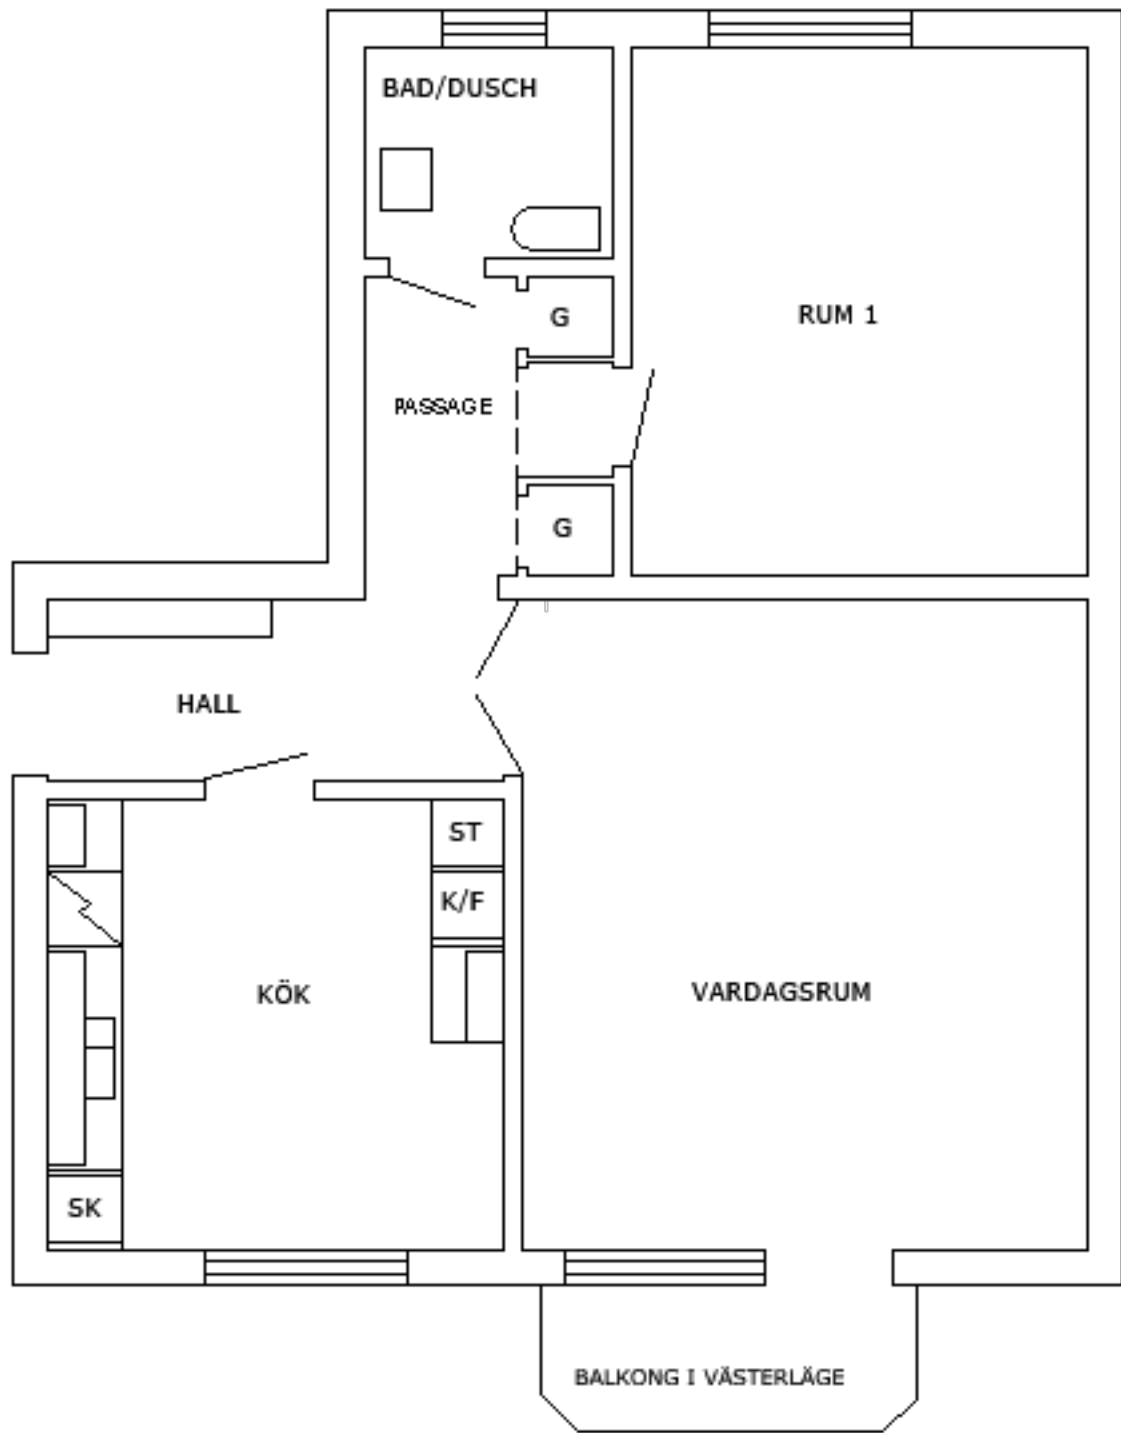 BAD/DUSCH
G
RUM 1
PASSAGE
G
HALL
ST
K/F
KÖK
VARDAGSRUM
SK
BALKONG I VÄSTERLÄGE